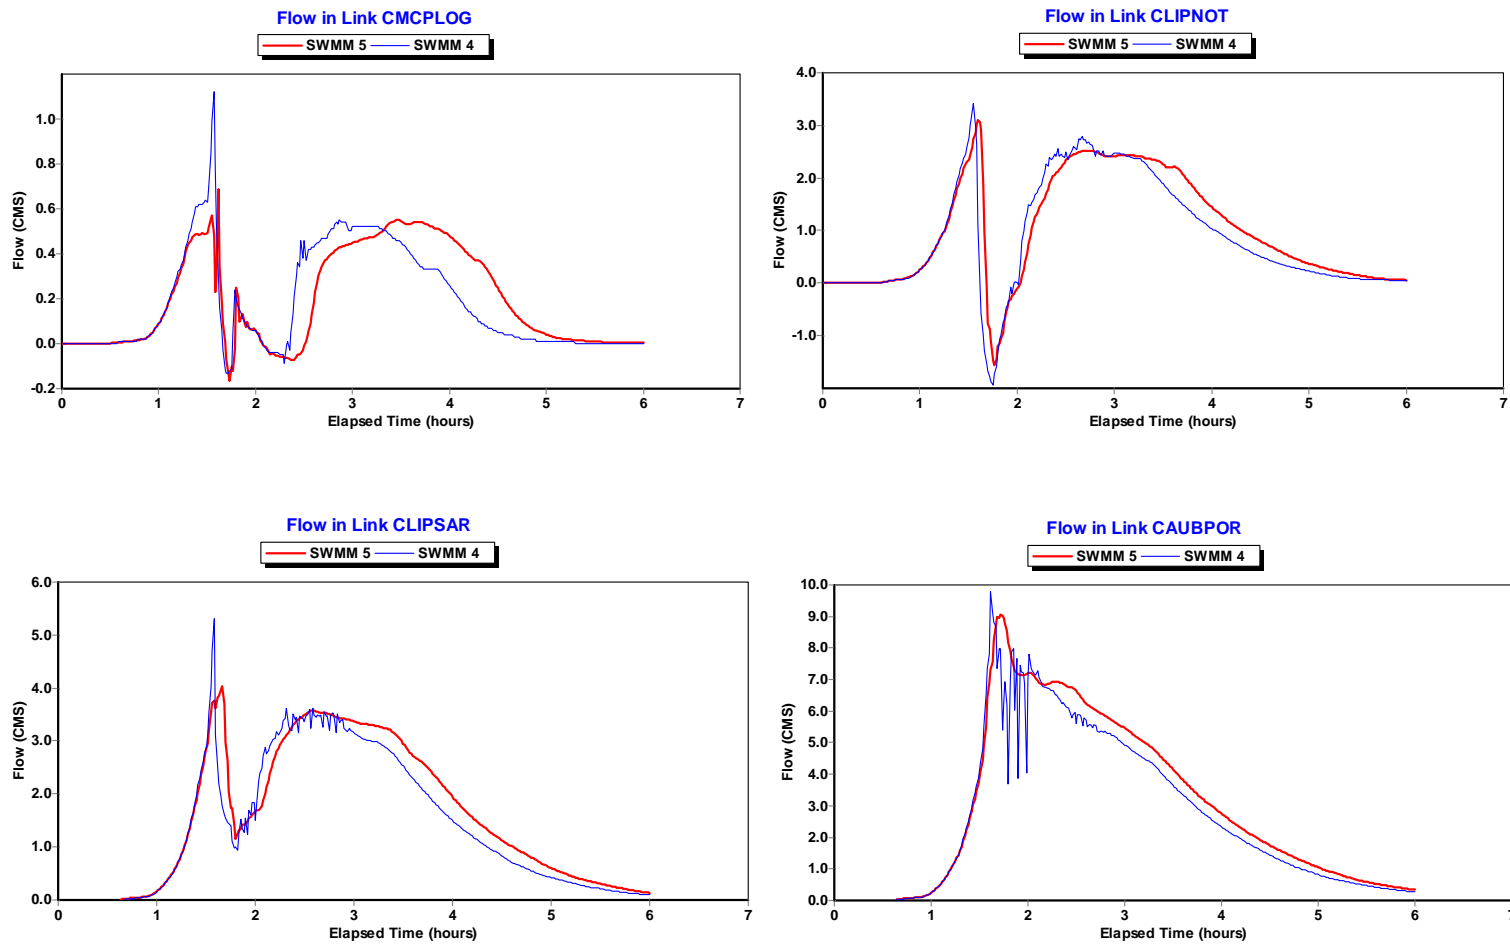 Flow in Link CMCPLOG
SWMM 5 SWMM 4
1.0
0.8
0.6
0.4
0.2
0.0
-0.2
Flow (CMS)
0 1 2 3 4 5 6 7
Elapsed Time (hours)
Flow in Link CLIPNOT
SWMM 5 SWMM 4
4.0
3.0
2.0
1.0
0.0
-1.0
Flow (CMS)
0 1 2 3 4 5 6 7
Elapsed Time (hours)
Flow in Link CLIPSAR
SWMM 5 SWMM 4
6.0
5.0
4.0
3.0
2.0
1.0
0.0
Flow (CMS)
0 1 2 3 4 5 6 7
Elapsed Time (hours)
Flow in Link CAUBPOR
SWMM 5 SWMM 4
10.0
9.0
8.0
7.0
6.0
5.0
4.0
3.0
2.0
1.0
0.0
Flow (CMS)
0 1 2 3 4 5 6 7
Elapsed Time (hours)